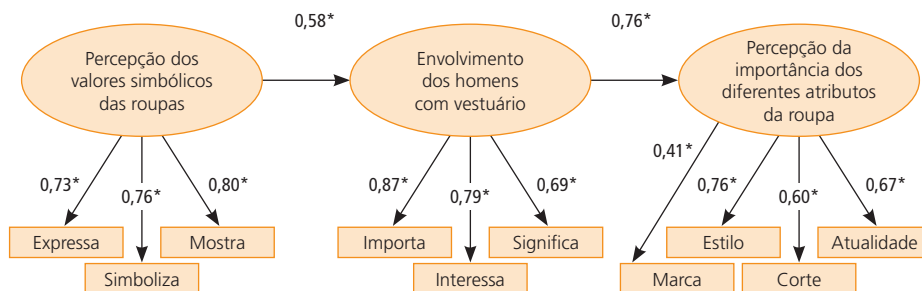 0,58*
0,76*
Percepção dos
valores simbólicos
das roupas
Envolvimento
dos homens
com vestuário
Percepção da
importância dos
diferentes atributos
da roupa
0,73*
0,76*
0,80*
0,87*
0,79*
0,69*
0,41*
0,76*
0,60*
0,67*
Expressa
Mostra
Simboliza
Importa
Significa
Interessa
Estilo
Atualidade
Marca
Corte